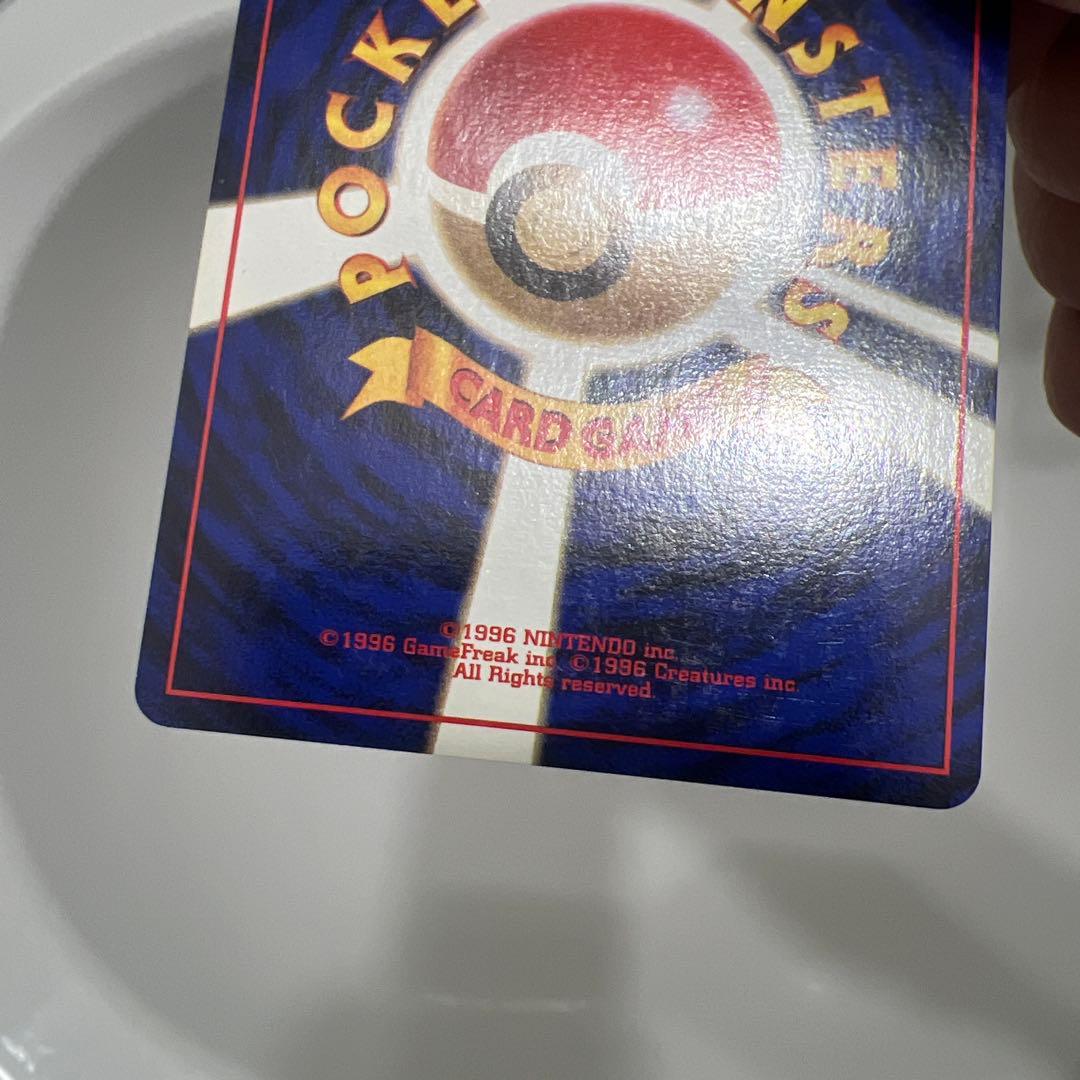 POCKE NSTERS
CARD GA
©1996 NINTENDO inc.
©1996 GameFreak inc. ©1996 Creatures inc.
All Rights reserved.